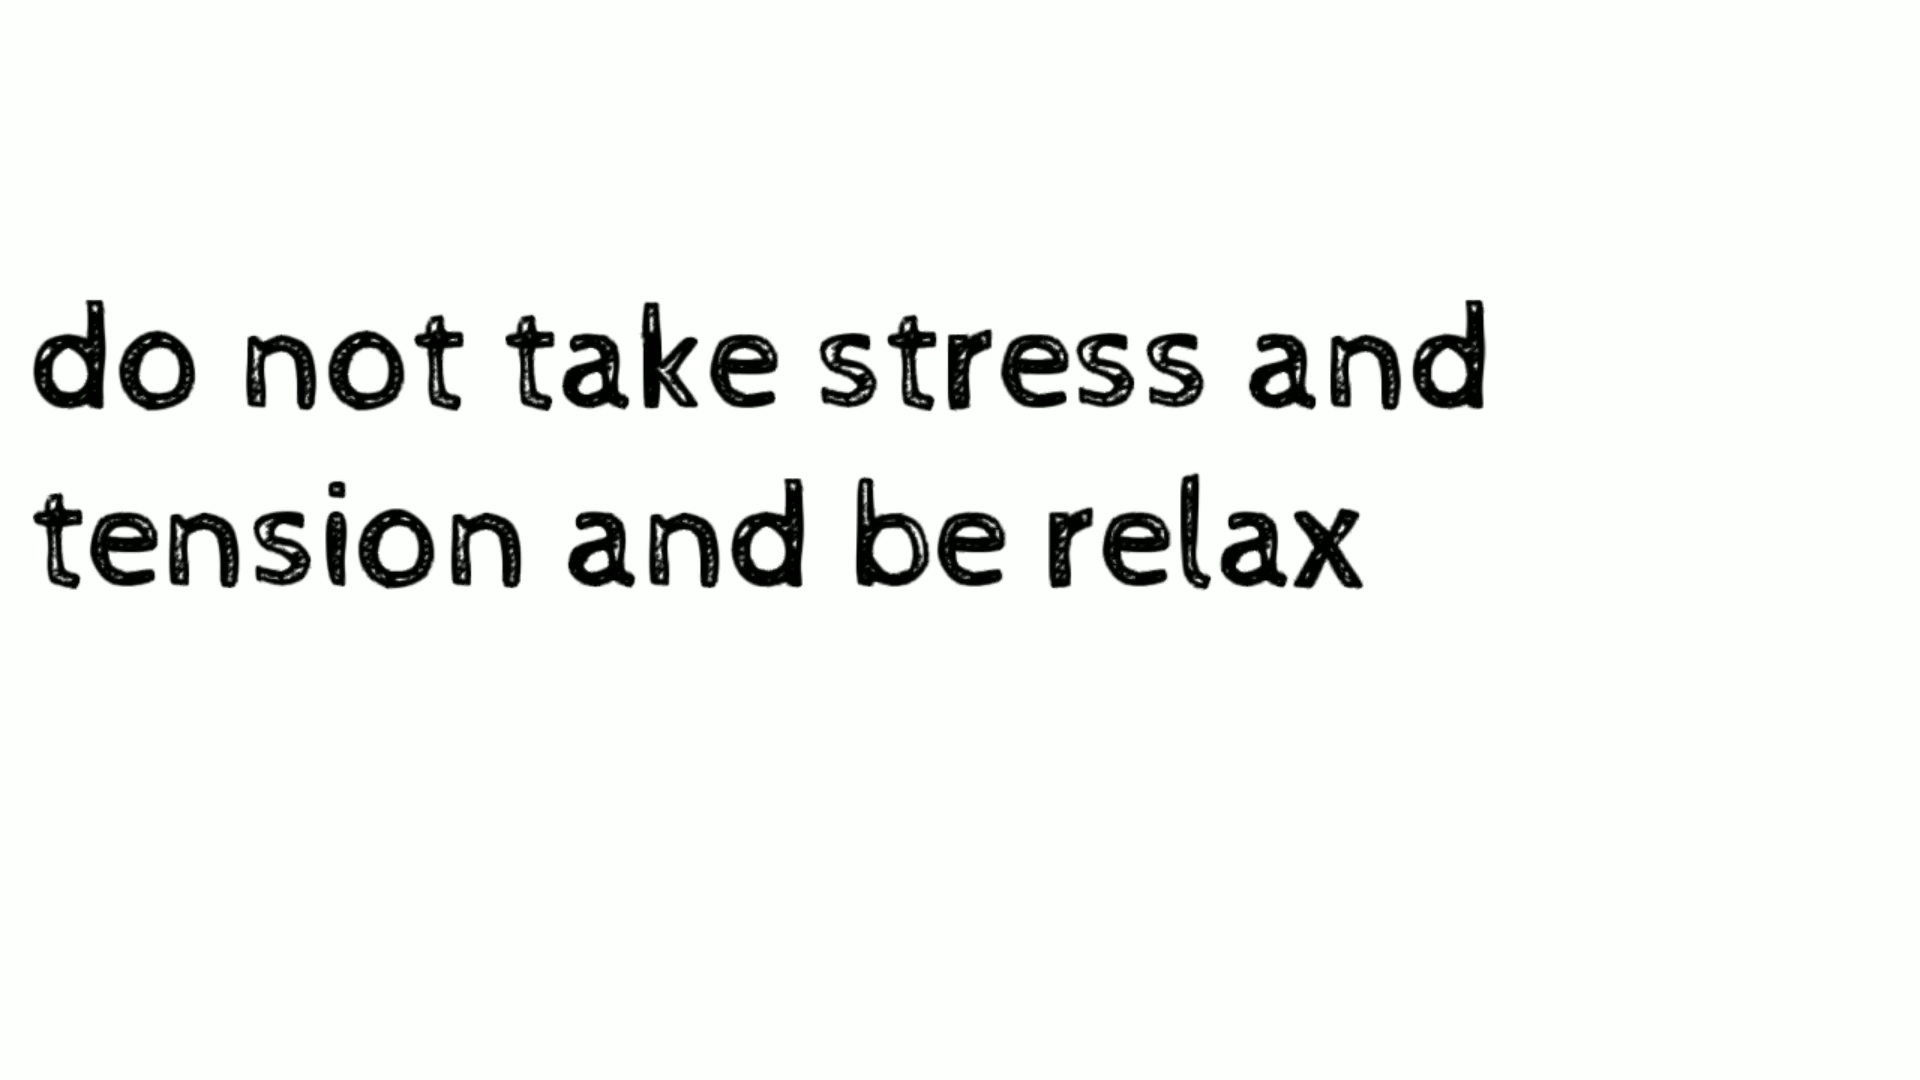 do not take stress and
tension and be relax